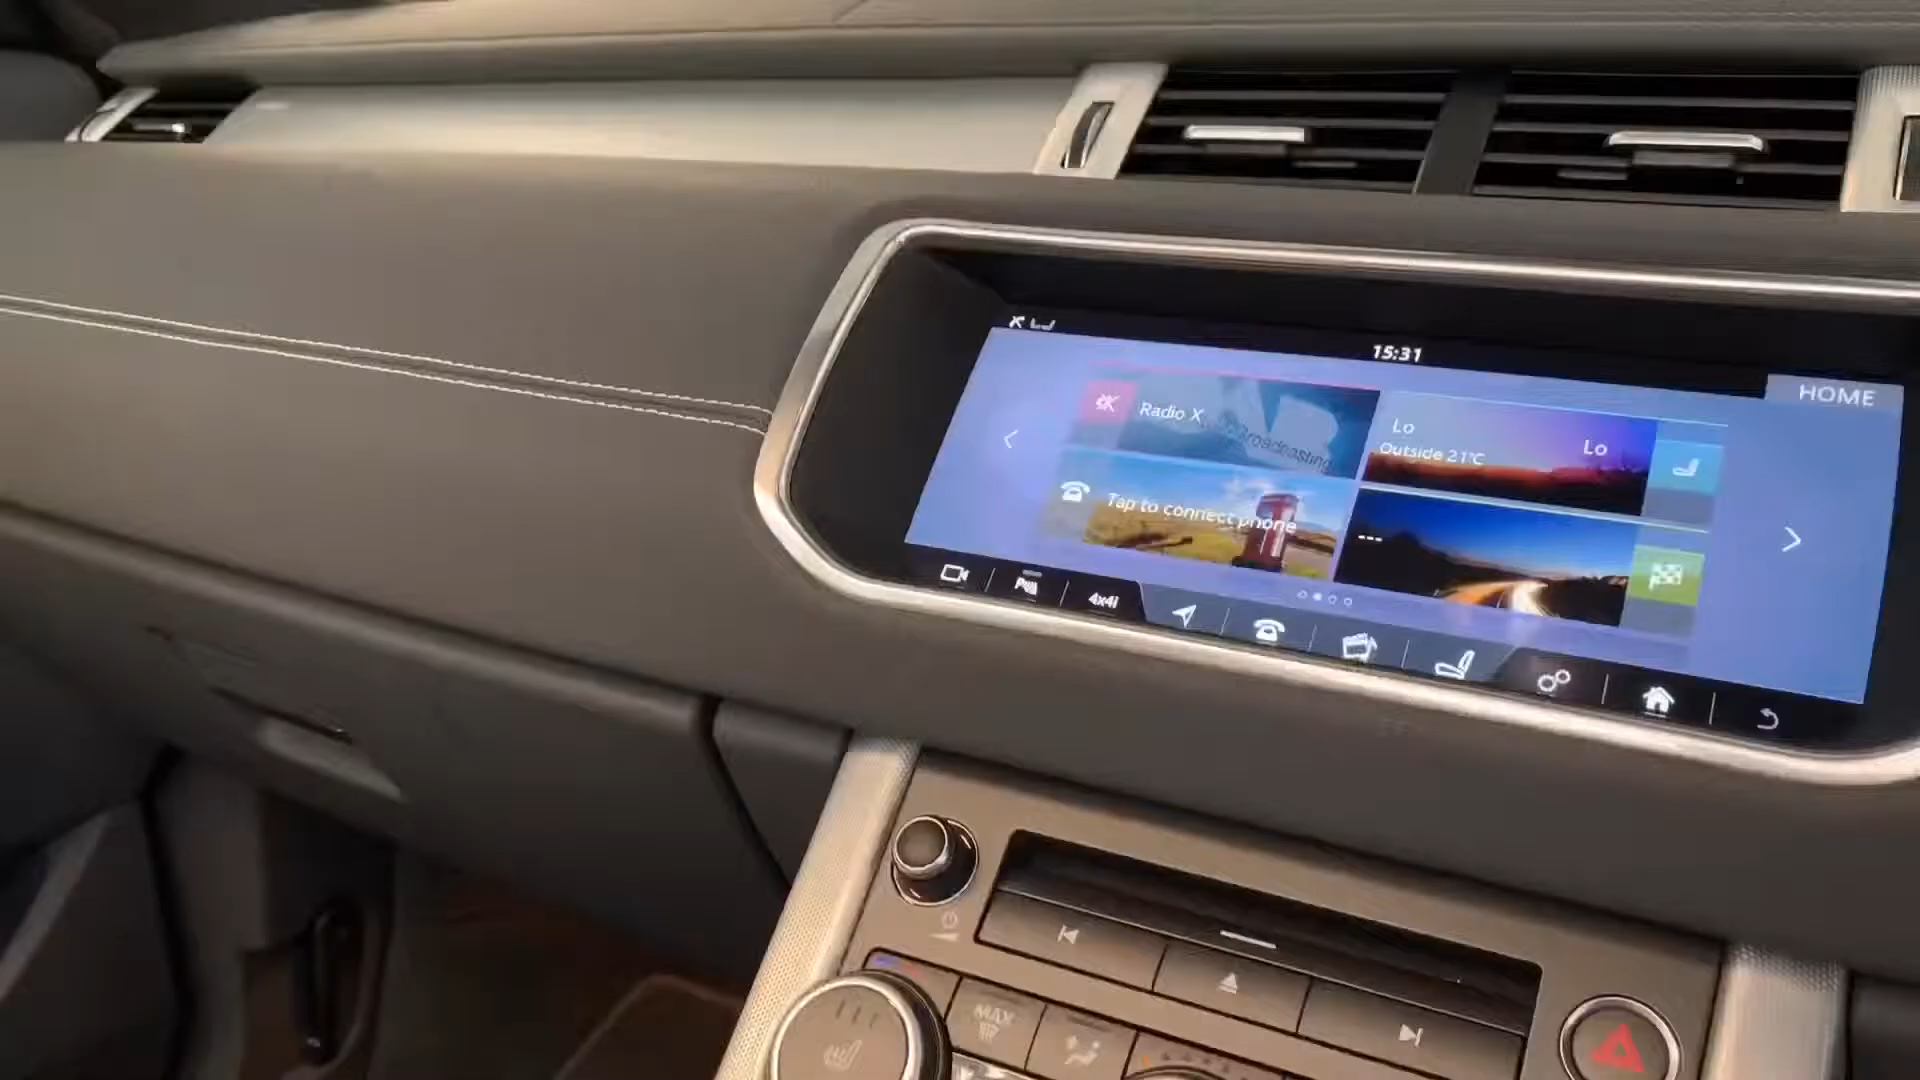 15:31
HOME
Radio X
broadcasting
Lo
Lo
Outside 21°C
Tap to connect phone
---
4x4i
MAX